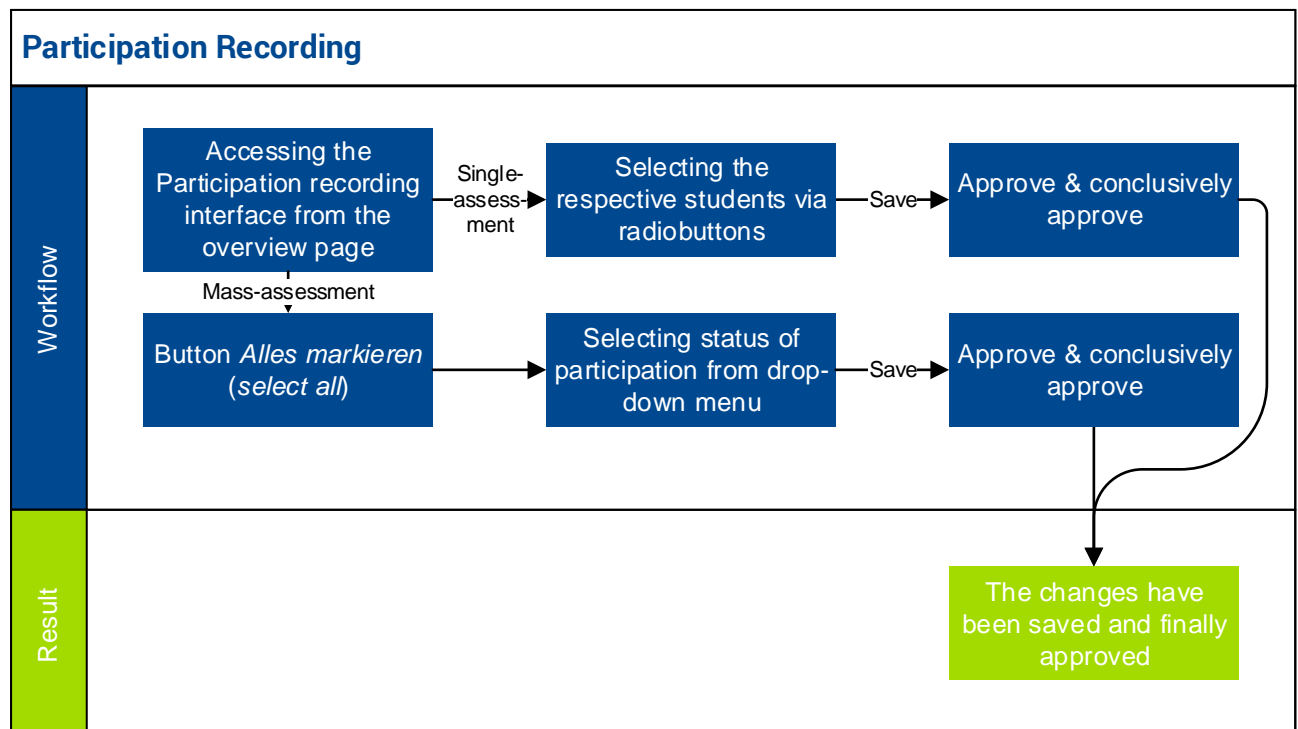 Participation Recording
Workflow
Accessing the
Participation recording
interface from the
overview page
Single-
assess-
ment
Selecting the
respective students via
radiobuttons
Save
Approve & conclusively
approve
Mass-assessment
Button Alles markieren
(select all)
Selecting status of
participation from drop-
down menu
Save
Approve & conclusively
approve
Result
The changes have
been saved and finally
approved